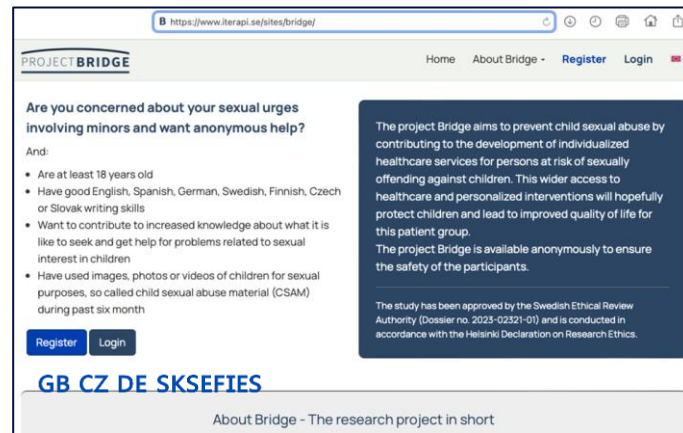 B https://www.iterapi.se/sites/bridge/
PROJECTBRIDGE
Home About Bridge Register Login
Are you concerned about your sexual urges
involving minors and want anonymous help?
And:
• Are at least 18 years old
• Have good English, Spanish, German, Swedish, Finnish, Czech
or Slovak writing skills
• Want to contribute to increased knowledge about what it is
like to seek and get help for problems related to sexual
interest in children
• Have used images, photos or videos of children for sexual
purposes, so called child sexual abuse material (CSAM)
during past six month
Register Login
GB CZ DE SKSEFIES
The project Bridge aims to prevent child sexual abuse by
contributing to the development of individualized
healthcare services for persons at risk of sexually
offending against children. This wider access to
healthcare and personalized interventions will hopefully
protect children and lead to improved quality of life for
this patient group.
The project Bridge is available anonymously to ensure
the safety of the participants.
The study has been approved by the Swedish Ethical Review
Authority (Dossier no. 2023-02321-01) and is conducted in
accordance with the Helsinki Declaration on Research Ethics.
About Bridge - The research project in short